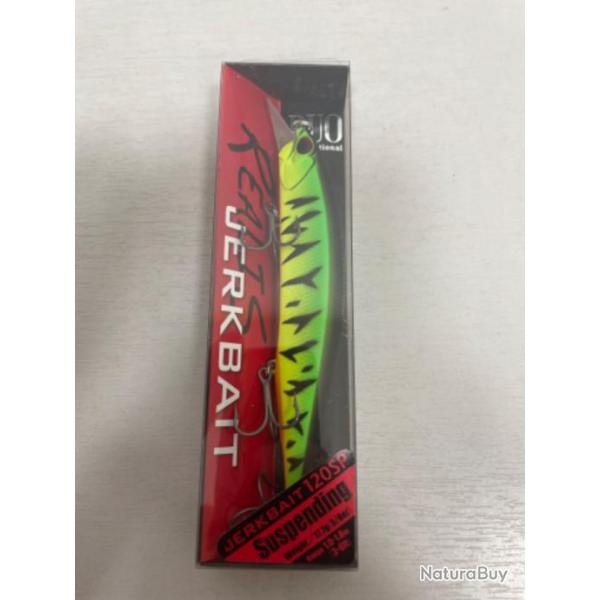 DUO
REALIS
JERKBAIT
JERKBAIT 120SP
Suspending
NaturaBuy